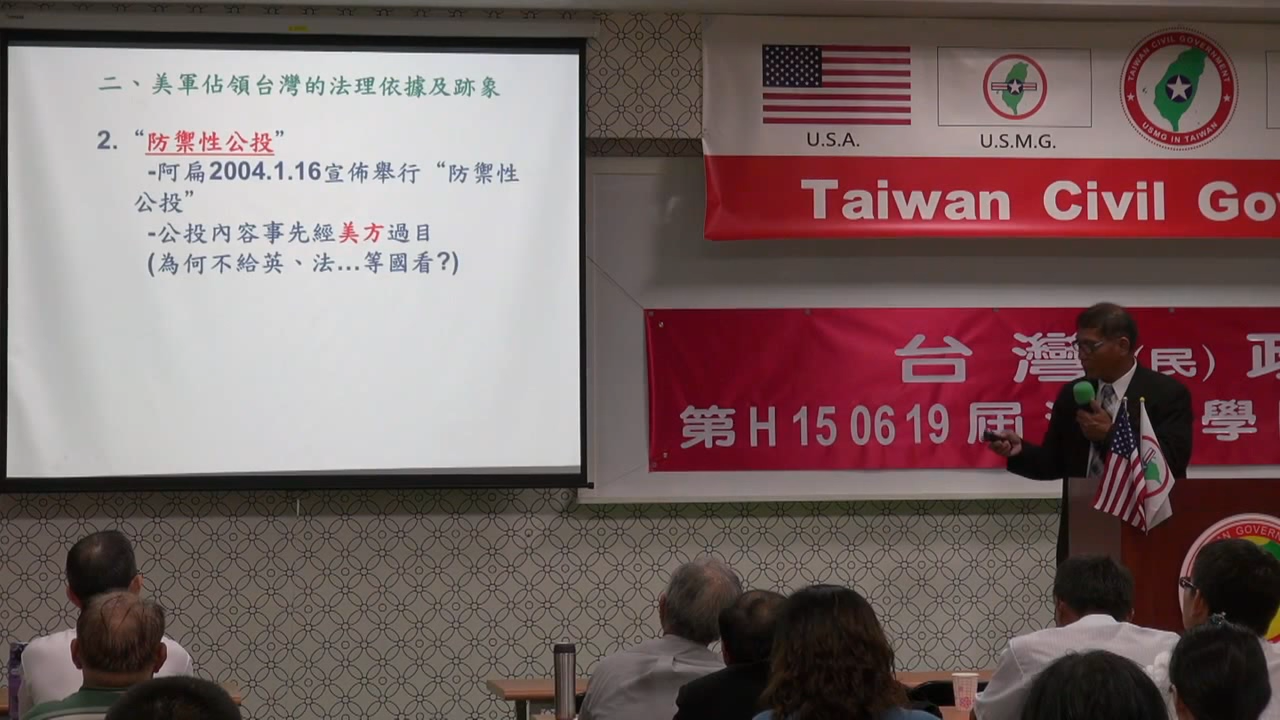 二、美軍佔領台灣的法理依據及跡象
2. “防禦性公投”
-阿扁2004.1.16宣佈舉行“防禦性
公投”
-公投內容事先經美方過目
(為何不給英、法...等國看?)
U.S.A.
U.S.M.G.
TAIWAN CIVIL GOVERNMENT
USMG IN TAIWAN
Taiwan Civil Go
台灣(民)政
第H 15 06 19 屆
學